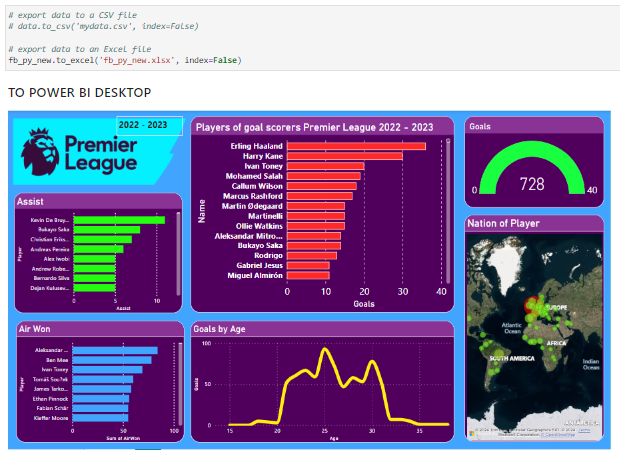 # export data to a CSV file
# data.to_csv('mydata.csv', index=False)
# export data to an Excel file
fb_py_new.to_excel('fb_py_new.xlsx', index=False)
TO POWER BI DESKTOP
2022 - 2023
Premier
League
Players of goal scorers Premier League 2022 - 2023
Name
Erling Haaland
Harry Kane
Ivan Toney
Mohamed Salah
Callum Wilson
Marcus Rashford
Martin Ødegaard
Martinelli
Ollie Watkins
Aleksandar Mitro...
Bukayo Saka
Rodrigo
Gabriel Jesus
Miguel Almirón
0 10 20 30 40
Goals
Goals
728
0 40
Assist
Player
Kevin De Bruy...
Bukayo Saka
Christian Eriks...
Andreas Pereira
Alex Iwobi
Andrew Robe...
Bernardo Silva
Dejan Kulusev...
0 5 10
Assist
Nation of Player
EUROPE
Atlantic
Ocean
AFRICA
SOUTH AMERICA
Indian
Ocean
Air Won
Player
Aleksandar ...
Ben Mee
Ivan Toney
Tomáš Souček
James Tarko...
Ethan Pinnock
Fabian Schär
Kieffer Moore
0 50 100
Sum of AirWon
Goals by Age
Goals
100
50
0
15 20 25 30 35
Age